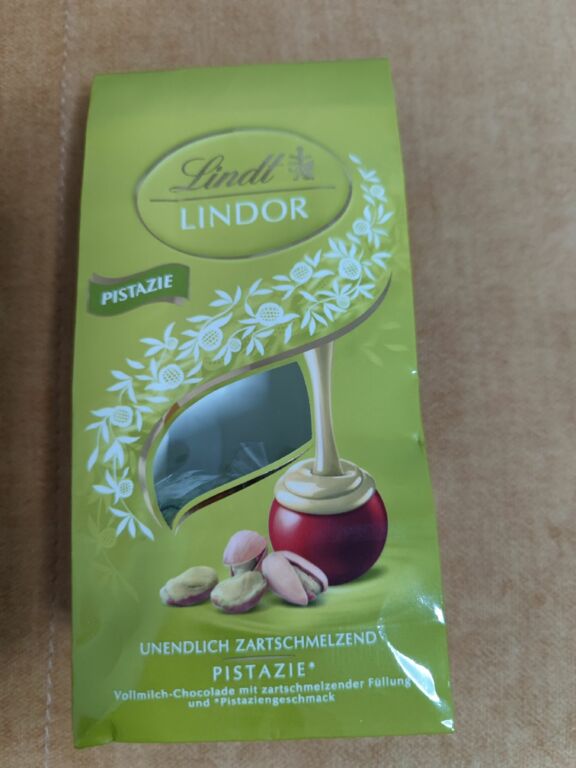 Lindt
LINDOR
PISTAZIE
UNENDLICH ZARTSCHMELZEND
PISTAZIE*
Vollmilch-Chocolade mit zartschmelzender Füllung
und *Pistaziengeschmack